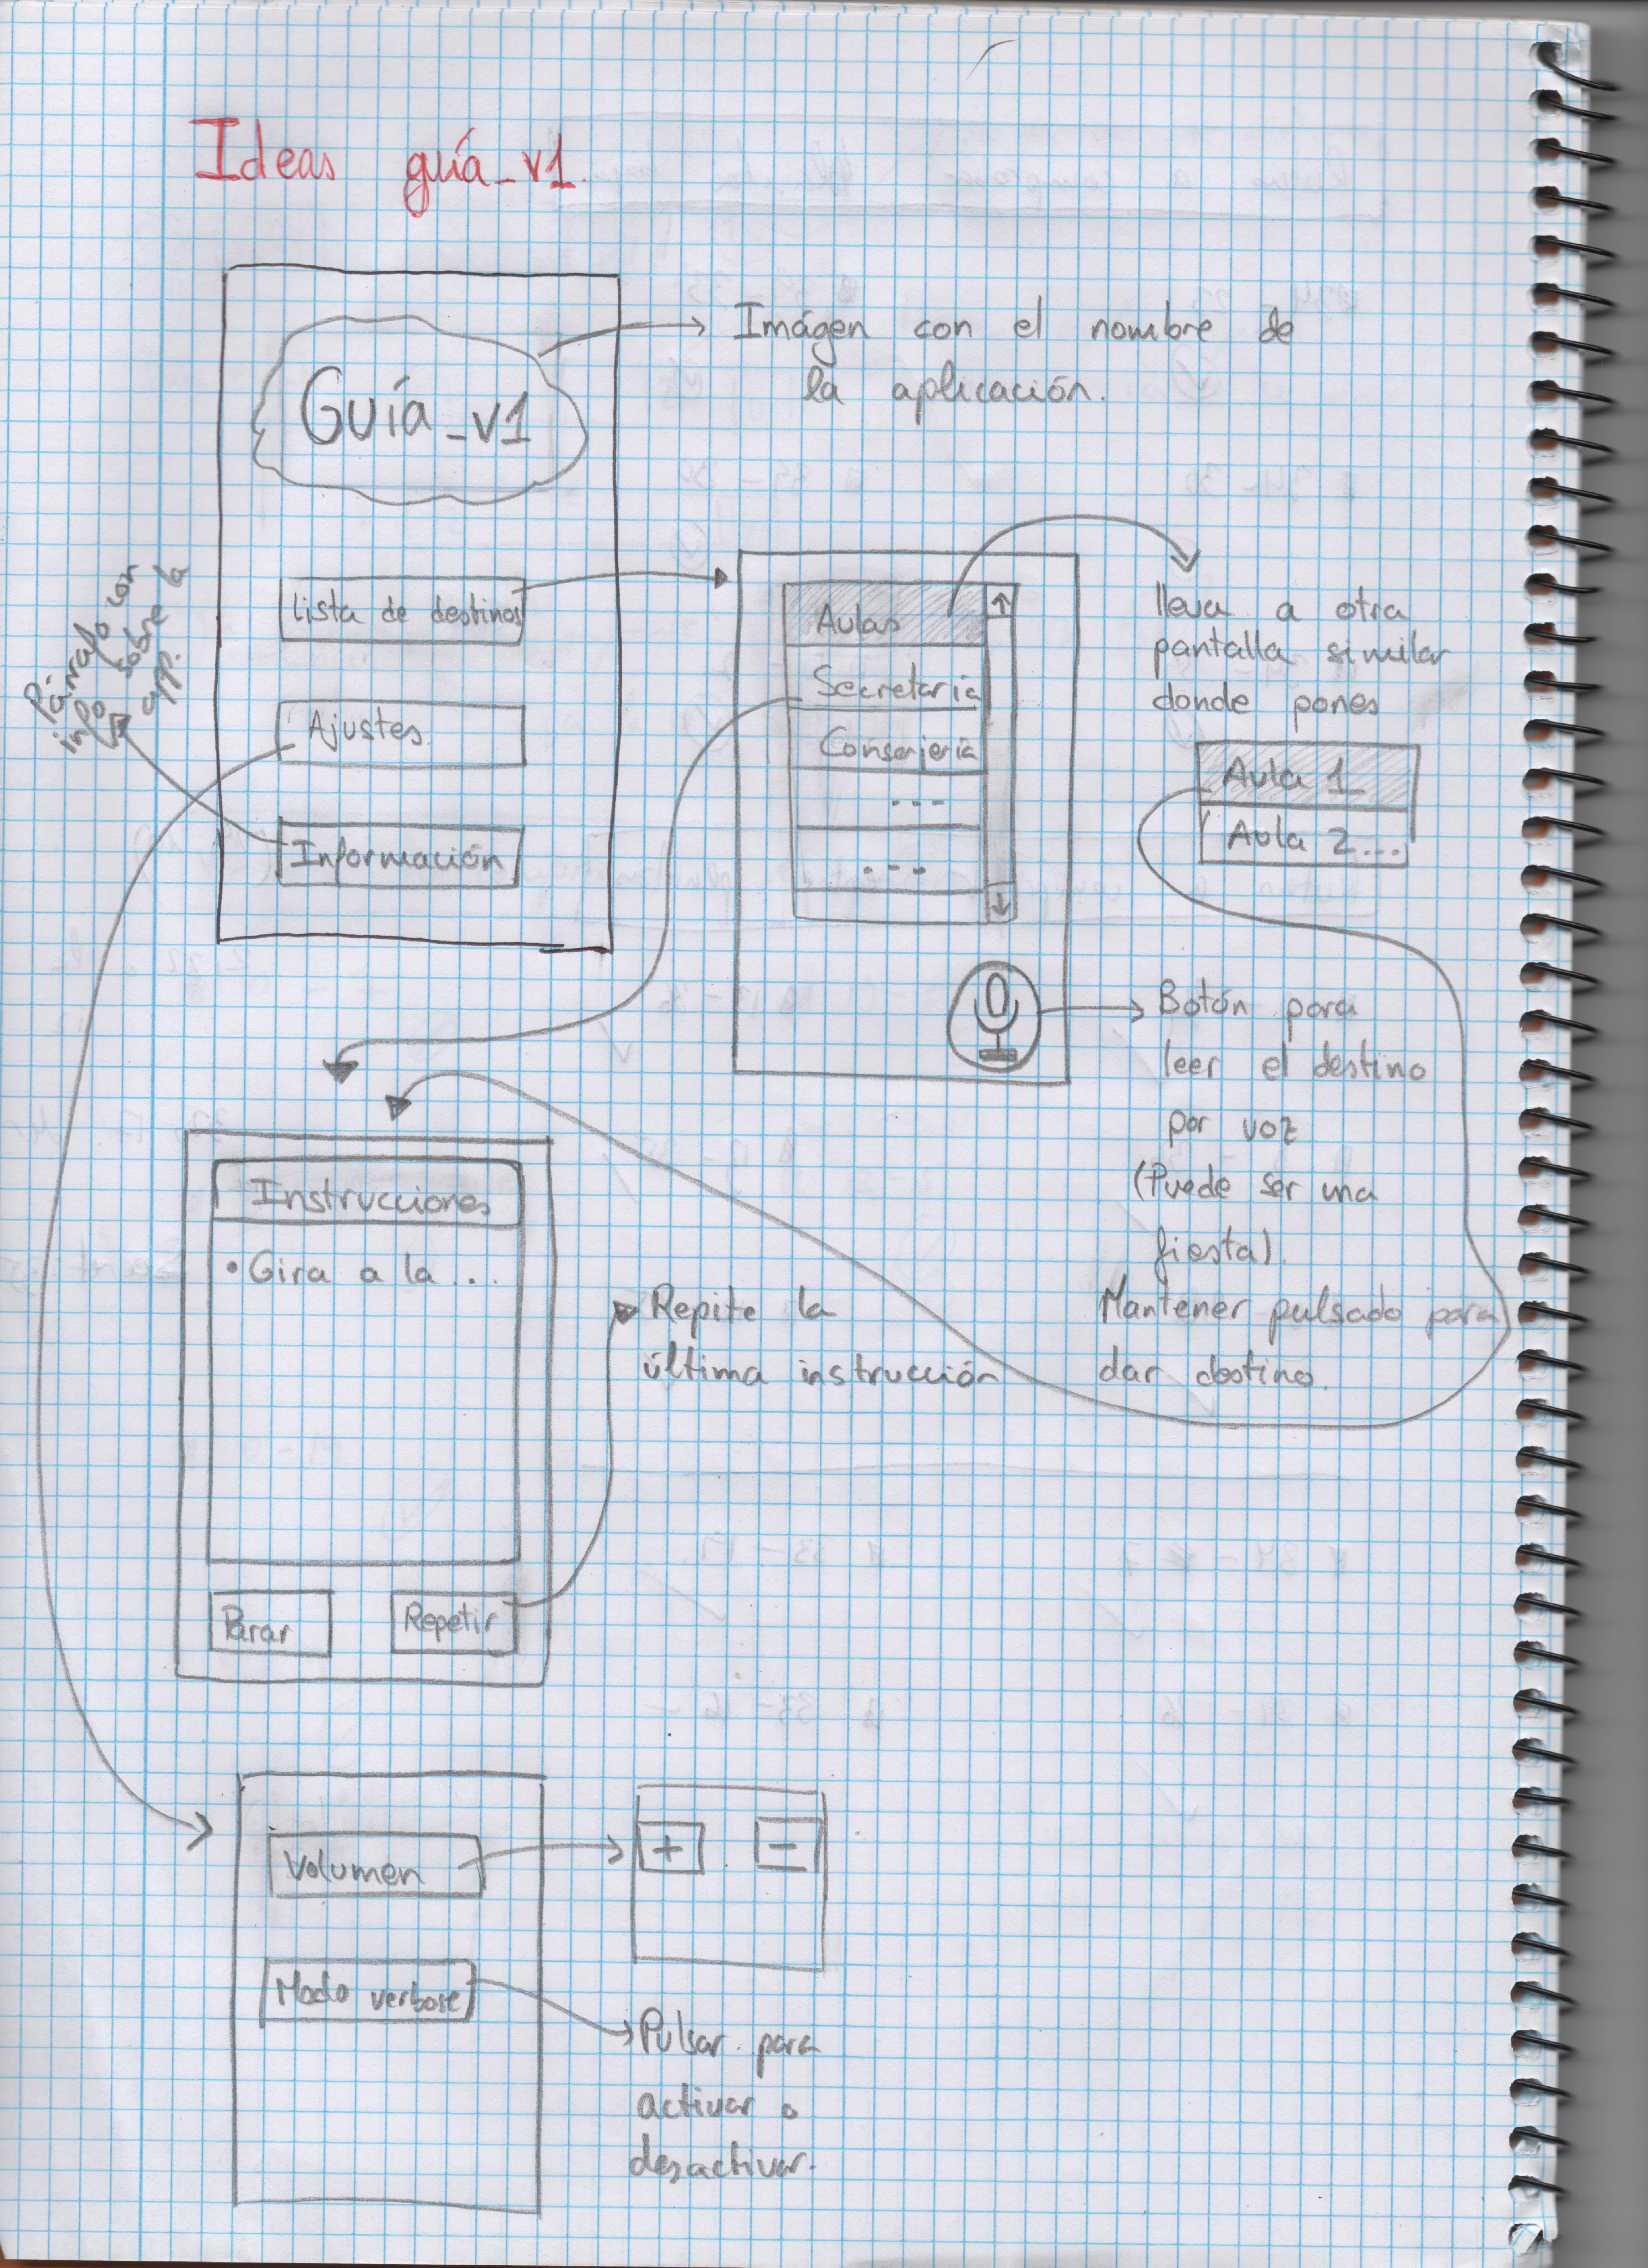 Ideas guía_v1.
Guía_v1
Imágen con el nombre de
la aplicación.
lista de destinos
Ajustes
Información
Párrafo con
info sobre la
app.
Aulas
Secretaría
Conserjería
...
...
lleva a otra
pantalla similar
donde pones
Aula 1
Aula 2...
Botón para
leer el destino
por voz
(Puede ser una
fiesta).
Mantener pulsado para
dar destino.
Instrucciones
• Gira a la ...
Parar
Repetir
Repite la
última instrucción
Volumen
+ -
Modo verbose
Pulsar para
activar o
desactivar.